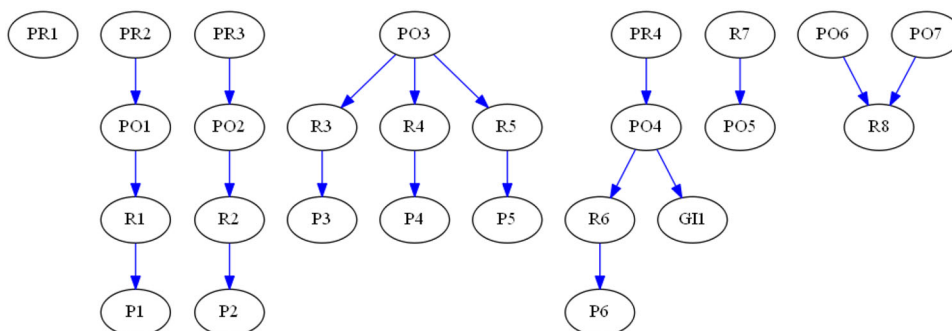 PR1 PR2 PR3 PO3 PR4 R7 PO6 PO7
PO1 PO2 R3 R4 R5 PO4 PO5 R8
R1 R2 P3 P4 P5 R6 GI1
P1 P2 P6